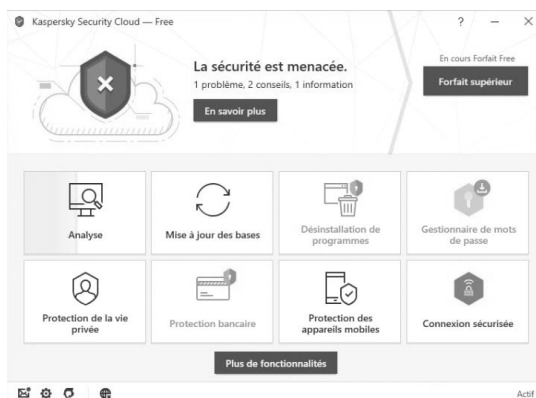 Kaspersky Security Cloud — Free
?
En cours Forfait Free
La sécurité est menacée.
1 problème, 2 conseils, 1 information
Forfait supérieur
En savoir plus
Analyse
Mise à jour des bases
Désinstallation de
programmes
Gestionnaire de mots
de passe
Protection de la vie
privée
Protection bancaire
Protection des
appareils mobiles
Connexion sécurisée
Plus de fonctionnalités
Actif